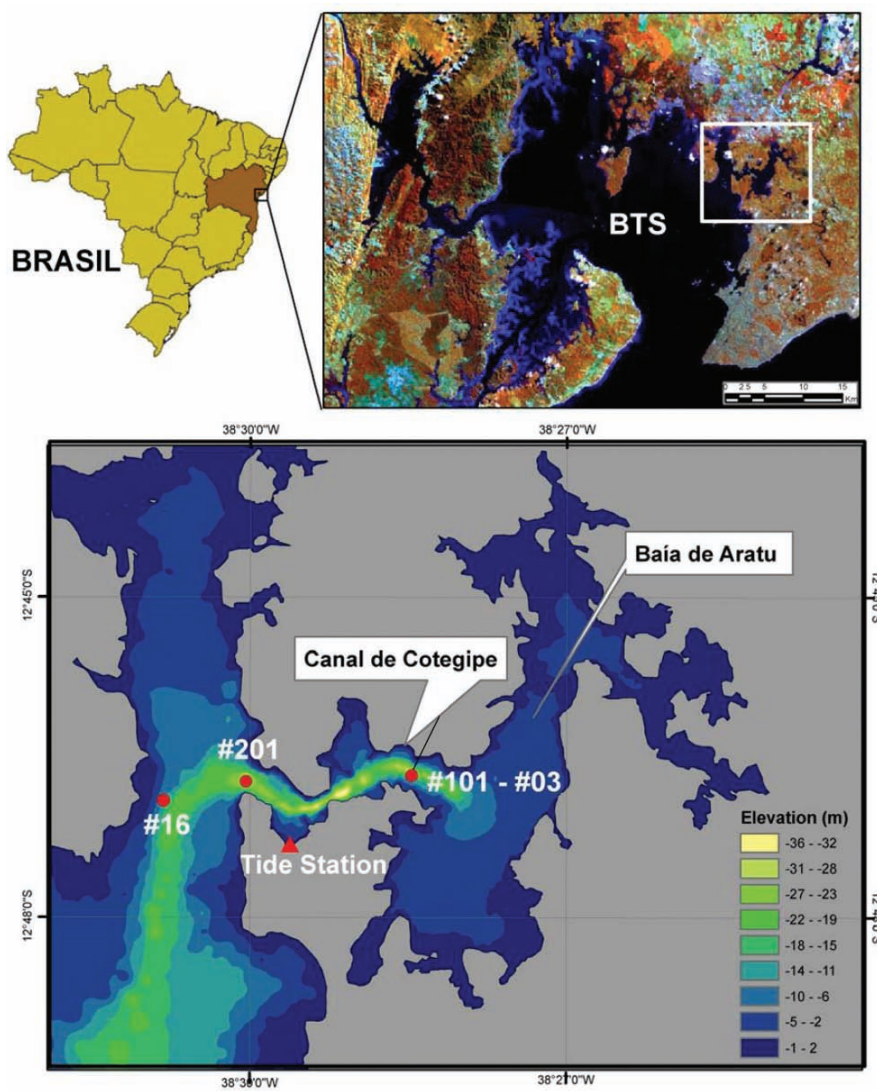 BRASIL
BTS
0 2.5 5 10 15
Km
38°30'0"W 38°27'0"W
12°45'0"S
12°48'0"S
Baía de Aratu
Canal de Cotegipe
#201
#101 - #03
#16
Tide Station
Elevation (m)
-36 - -32
-31 - -28
-27 - -23
-22 - -19
-18 - -15
-14 - -11
-10 - -6
-5 - -2
-1 - 2
38°30'0"W 38°27'0"W